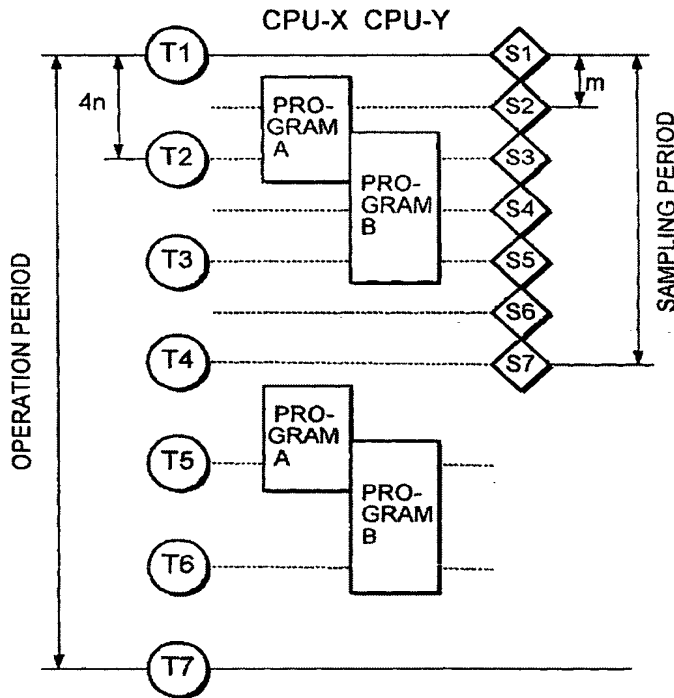 CPU-X CPU-Y
T1
S1
4n
m
PRO-
GRAM
A
S2
T2
S3
PRO-
GRAM
B
S4
T3
S5
S6
T4
S7
OPERATION PERIOD
SAMPLING PERIOD
PRO-
GRAM
A
T5
PRO-
GRAM
B
T6
T7